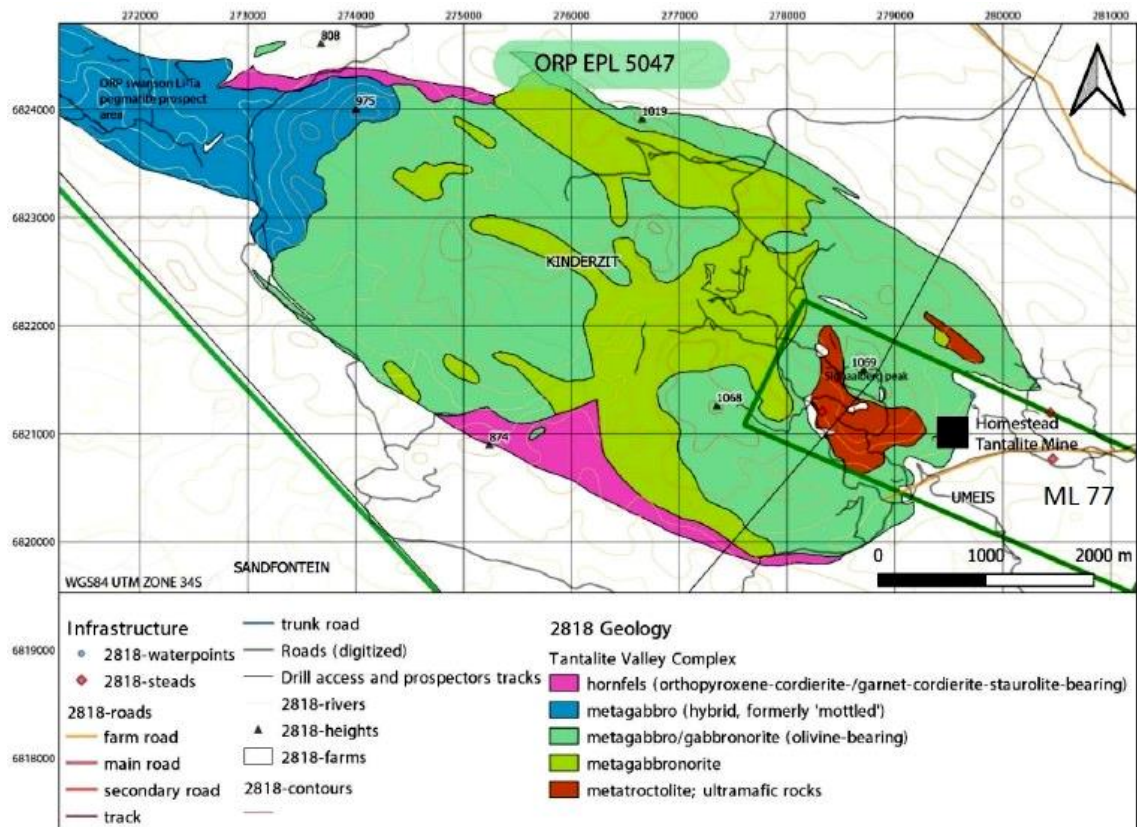 272000 273000 274000 275000 276000 277000 278000 279000 280000 281000
808
ORP EPL 5047
6824000
ORP swanson LiTa
pegmatite prospect
area
975
1019
6823000
KINDERZIT
6822000
1069
Signaalberg peak
1068
6821000
874
Homestead
Tantalite Mine
UMEIS
ML 77
6820000
SANDFONTEIN
0 1000 2000 m
WGS84 UTM ZONE 34S
6819000
6818000
Infrastructure
2818-waterpoints
2818-steads
2818-roads
farm road
main road
secondary road
track
trunk road
Roads (digitized)
Drill access and prospectors tracks
2818-rivers
2818-heights
2818-farms
2818-contours
2818 Geology
Tantalite Valley Complex
hornfels (orthopyroxene-cordierite-/garnet-cordierite-staurolite-bearing)
metagabbro (hybrid, formerly 'mottled')
metagabbro/gabbronorite (olivine-bearing)
metagabbronorite
metatroctolite; ultramafic rocks